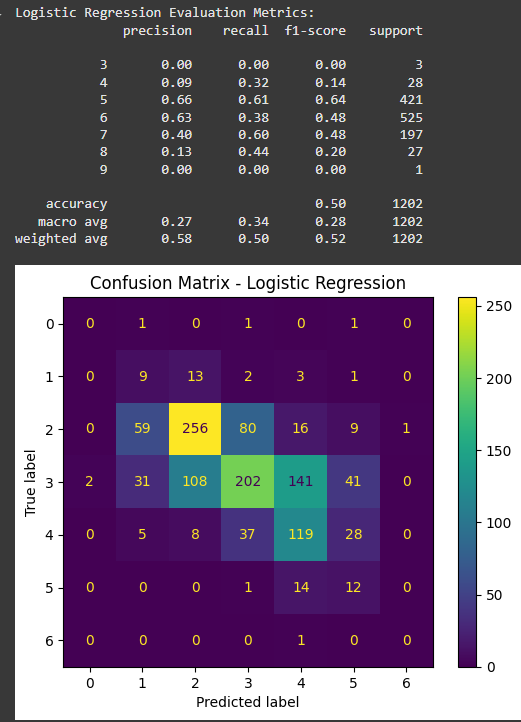 Logistic Regression Evaluation Metrics:
precision recall f1-score support
3 0.00 0.00 0.00 3
4 0.09 0.32 0.14 28
5 0.66 0.61 0.64 421
6 0.63 0.38 0.48 525
7 0.40 0.60 0.48 197
8 0.13 0.44 0.20 27
9 0.00 0.00 0.00 1
accuracy 0.50 1202
macro avg 0.27 0.34 0.28 1202
weighted avg 0.58 0.50 0.52 1202
Confusion Matrix - Logistic Regression
0 0 1 0 1 0 1 0
1 0 9 13 2 3 1 0
2 0 59 256 80 16 9 1
3 2 31 108 202 141 41 0
4 0 5 8 37 119 28 0
5 0 0 0 1 14 12 0
6 0 0 0 0 1 0 0
0 1 2 3 4 5 6
True label
Predicted label
250
200
150
100
50
0